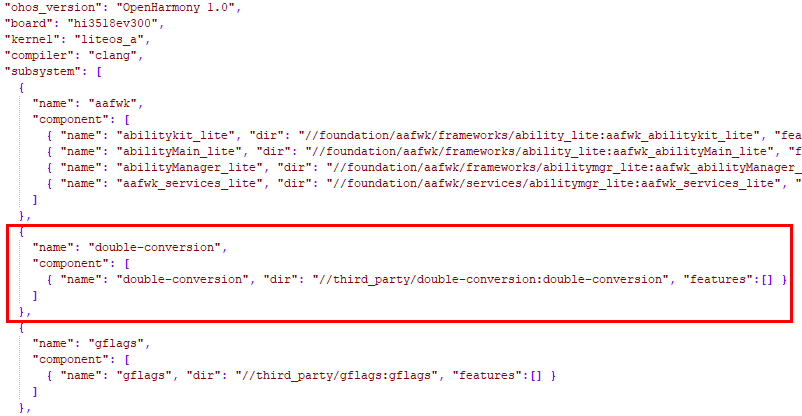 "ohos_version": "OpenHarmony 1.0",
"board": "hi3518ev300",
"kernel": "liteos_a",
"compiler": "clang",
"subsystem": [
{
"name": "aafwk",
"component": [
{ "name": "abilitykit_lite", "dir": "//foundation/aafwk/frameworks/ability_lite:aafwk_abilitykit_lite", "fea
{ "name": "abilityMain_lite", "dir": "//foundation/aafwk/frameworks/ability_lite:aafwk_abilityMain_lite", "f
{ "name": "abilityManager_lite", "dir": "//foundation/aafwk/frameworks/abilitymgr_lite:aafwk_abilityManager_
{ "name": "aafwk_services_lite", "dir": "//foundation/aafwk/services/abilitymgr_lite:aafwk_services_lite", "
]
},
{
"name": "double-conversion",
"component": [
{ "name": "double-conversion", "dir": "//third_party/double-conversion:double-conversion", "features":[] }
]
},
{
"name": "gflags",
"component": [
{ "name": "gflags", "dir": "//third_party/gflags:gflags", "features":[] }
]
},